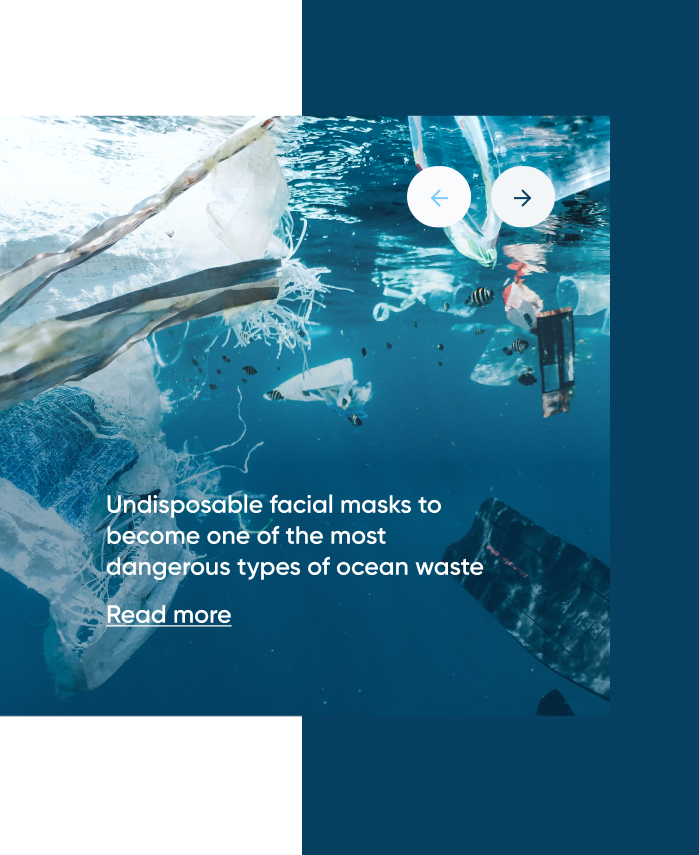 Undisposable facial masks to
become one of the most
dangerous types of ocean waste
Read more